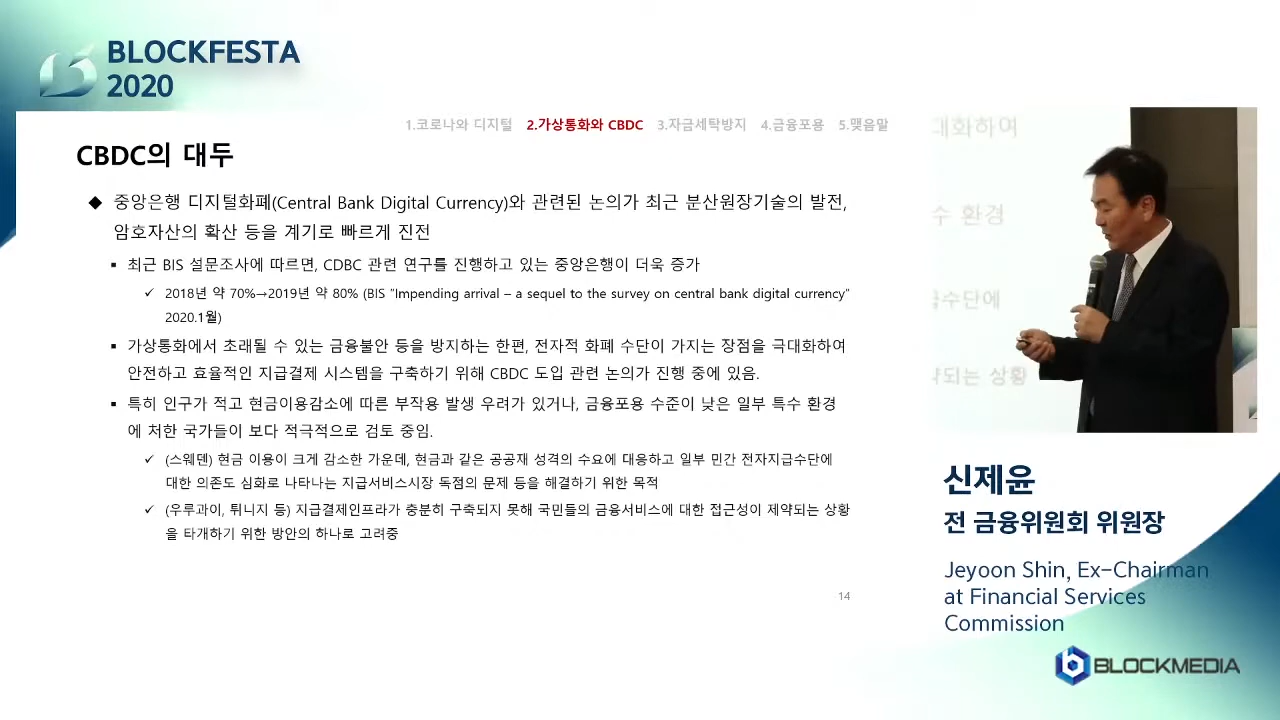 BLOCKFESTA
2020
1.코로나와 디지털 2.가상통화와 CBDC 3.자금세탁방지 4.금융포용 5.맺음말
CBDC의 대두
◆ 중앙은행 디지털화폐(Central Bank Digital Currency)와 관련된 논의가 최근 분산원장기술의 발전,
암호자산의 확산 등을 계기로 빠르게 진전
▪ 최근 BIS 설문조사에 따르면, CDBC 관련 연구를 진행하고 있는 중앙은행이 더욱 증가
✓ 2018년 약 70%→2019년 약 80% (BIS “Impending arrival – a sequel to the survey on central bank digital currency”
2020.1월)
▪ 가상통화에서 초래될 수 있는 금융불안 등을 방지하는 한편, 전자적 화폐 수단이 가지는 장점을 극대화하여
안전하고 효율적인 지급결제 시스템을 구축하기 위해 CBDC 도입 관련 논의가 진행 중에 있음.
▪ 특히 인구가 적고 현금이용감소에 따른 부작용 발생 우려가 있거나, 금융포용 수준이 낮은 일부 특수 환경
에 처한 국가들이 보다 적극적으로 검토 중임.
✓ (스웨덴) 현금 이용이 크게 감소한 가운데, 현금과 같은 공공재 성격의 수요에 대응하고 일부 민간 전자지급수단에
대한 의존도 심화로 나타나는 지급서비스시장 독점의 문제 등을 해결하기 위한 목적
✓ (우루과이, 튀니지 등) 지급결제인프라가 충분히 구축되지 못해 국민들의 금융서비스에 대한 접근성이 제약되는 상황
을 타개하기 위한 방안의 하나로 고려중
14
대화하여
수 환경
급수단에
약되는 상황
신제윤
전 금융위원회 위원장
Jeyoon Shin, Ex-Chairman
at Financial Services
Commission
BLOCKMEDIA